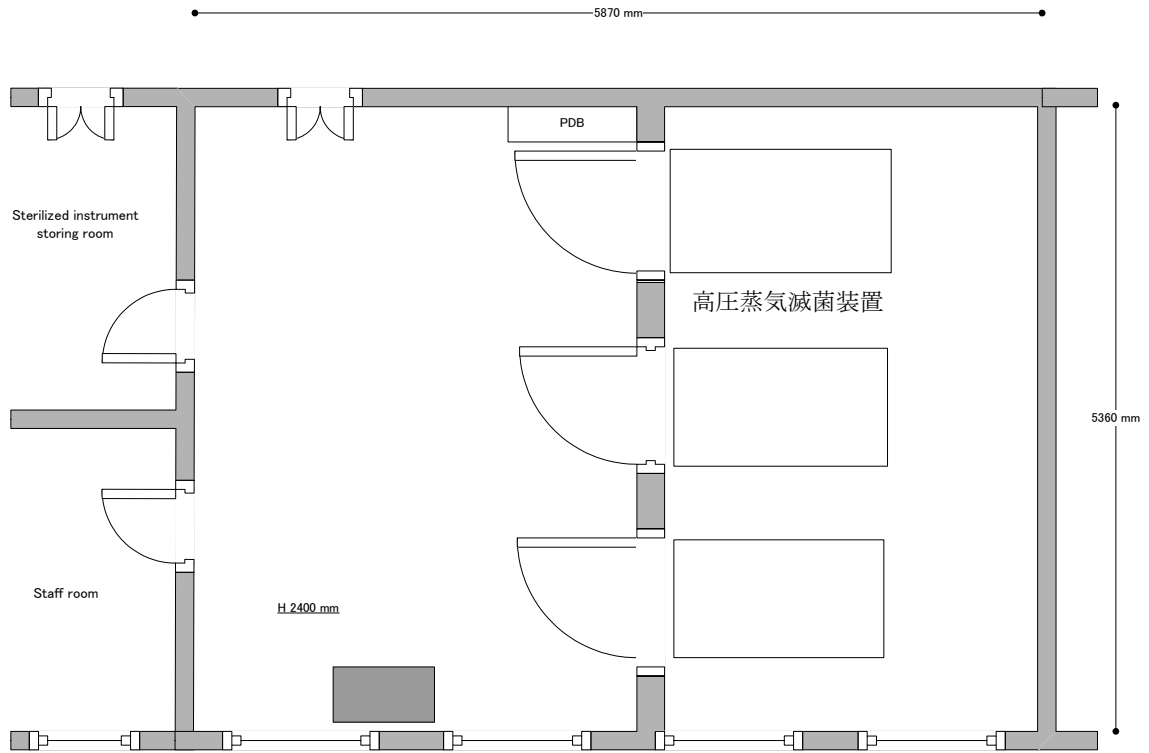 5870 mm
PDB
Sterilized instrument
storing room
高圧蒸気滅菌装置
5360 mm
Staff room
H 2400 mm